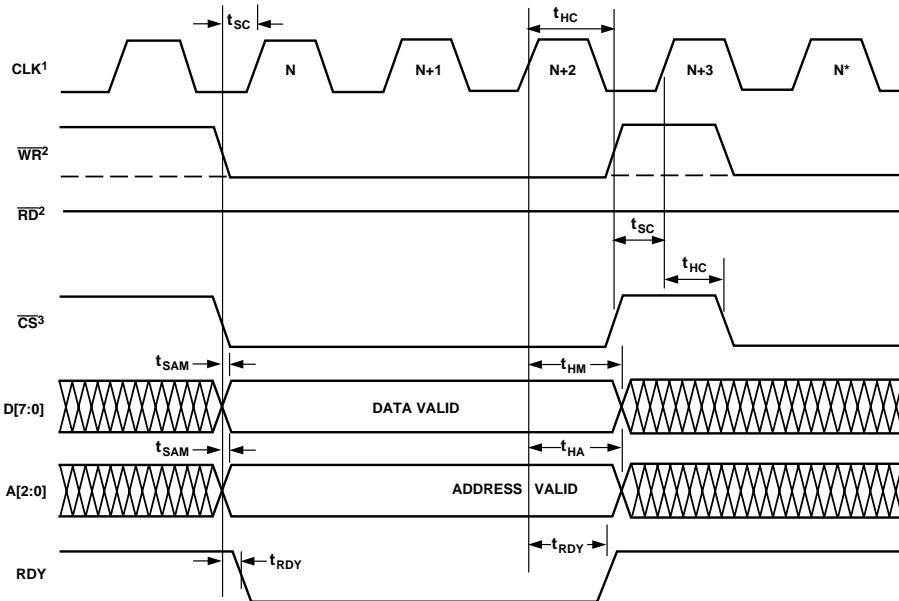 tSC
tHC
CLK1
N
N+1
N+2
N+3
N*
WR2
RD2
tSC
tHC
CS3
tSAM
tHM
D[7:0]
DATA VALID
tSAM
tHA
A[2:0]
ADDRESS VALID
tRDY
tRDY
RDY